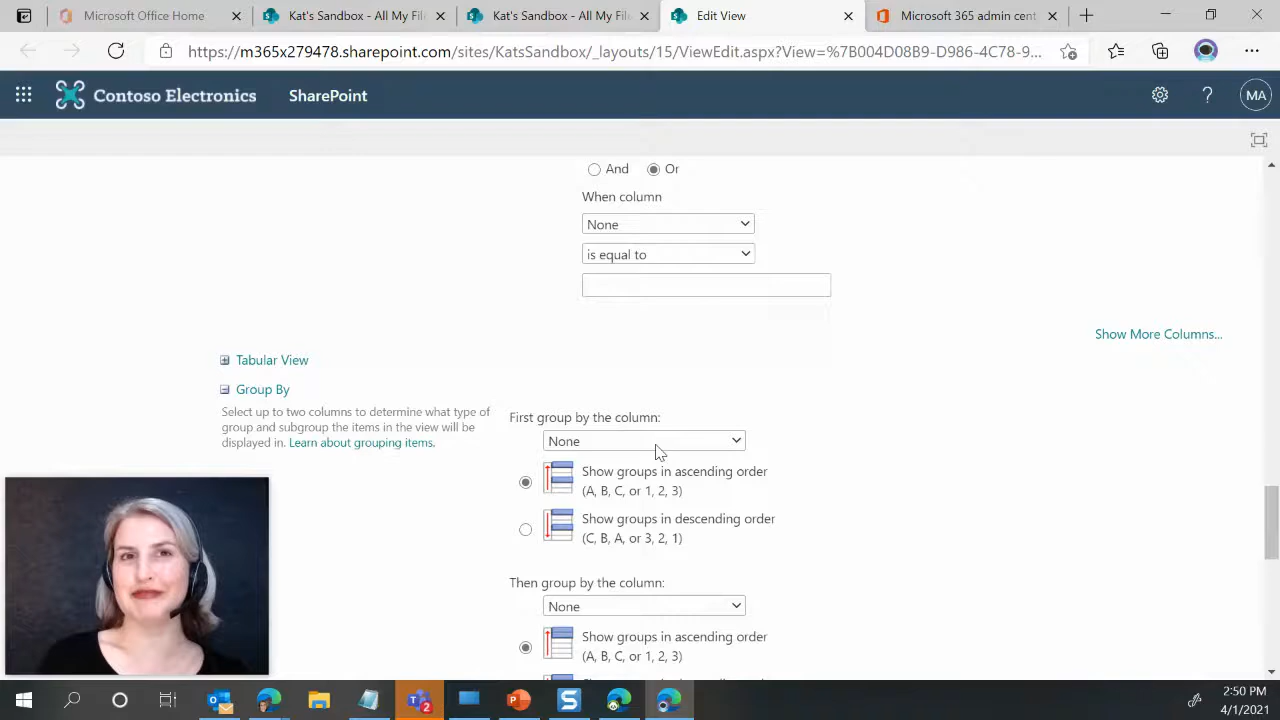 Microsoft Office Home
Kat's Sandbox - All My File
Kat's Sandbox - All My File
Edit View
Microsoft 365 admin cent
https://m365x279478.sharepoint.com/sites/KatsSandbox/_layouts/15/ViewEdit.aspx?View=%7B004D08B9-D986-4C78-9...
Contoso Electronics
SharePoint
?
MA
And
Or
When column
None
is equal to
Show More Columns...
Tabular View
Group By
Select up to two columns to determine what type of
group and subgroup the items in the view will be
displayed in. Learn about grouping items.
First group by the column:
None
Show groups in ascending order
(A, B, C, or 1, 2, 3)
Show groups in descending order
(C, B, A, or 3, 2, 1)
Then group by the column:
None
Show groups in ascending order
(A, B, C, or 1, 2, 3)
2
2:50 PM
4/1/2021